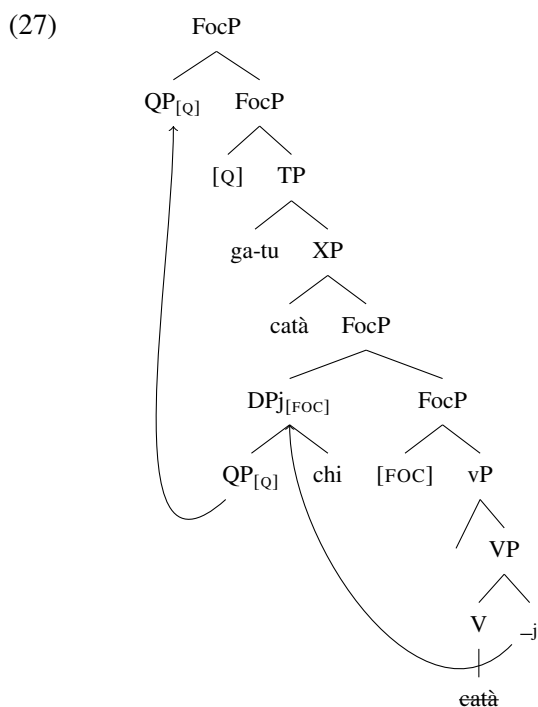 (27) FocP
QP[Q] FocP
[Q] TP
ga-tu XP
catà FocP
DPj[FOC] FocP
QP[Q] chi [FOC] vP
VP
V _j
catà